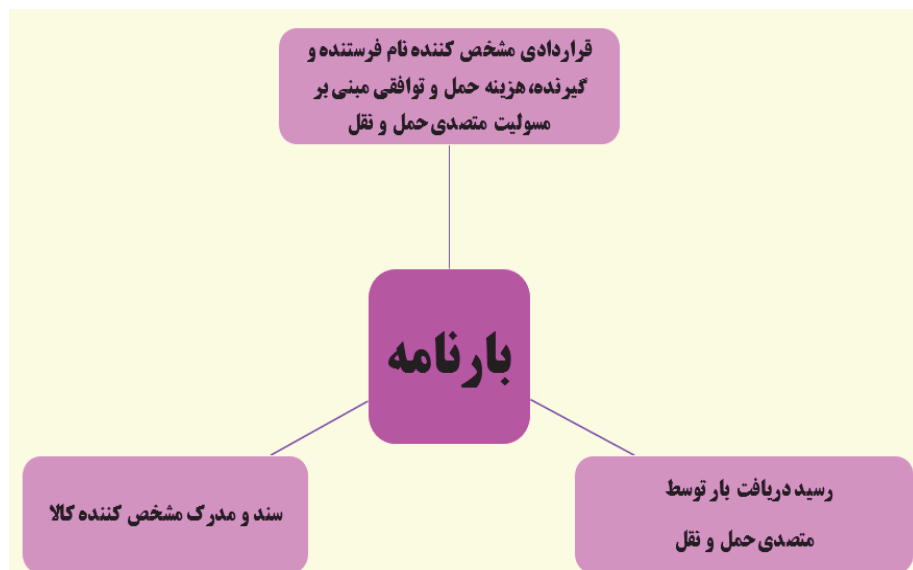 قراردادی مشخص کننده نام فرستنده و
گیرنده، هزینه حمل و توافقی مبنی بر
مسولیت متصدی حمل و نقل
بارنامه
رسید دریافت بار توسط
متصدی حمل و نقل
سند و مدرک مشخص کننده کالا